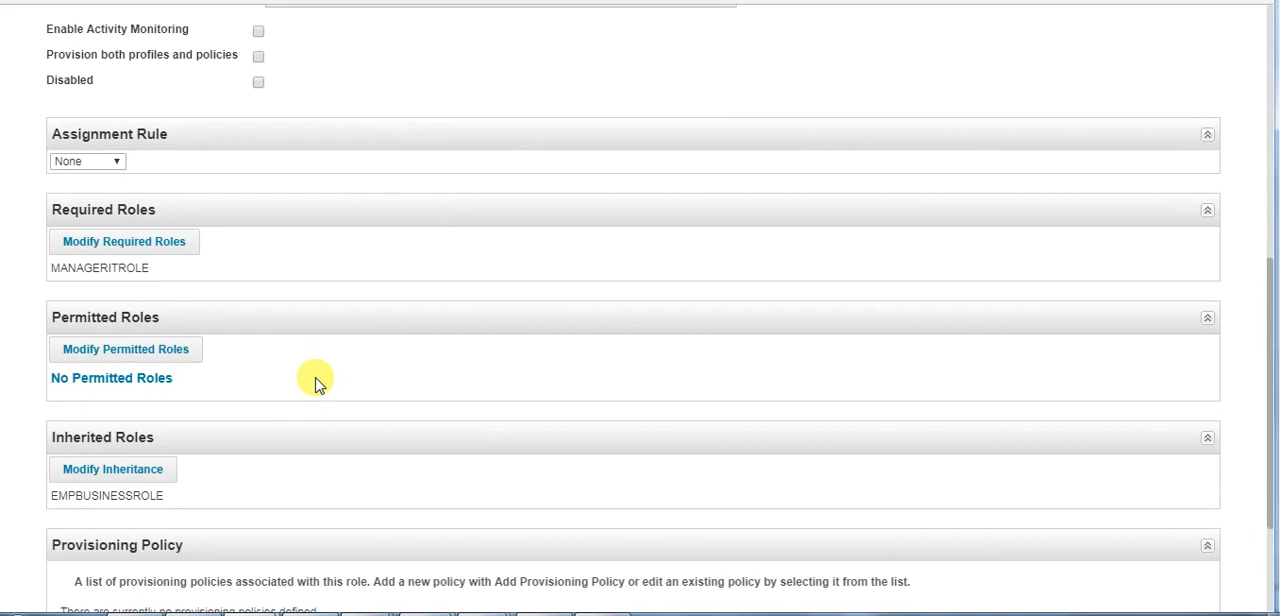 Enable Activity Monitoring
Provision both profiles and policies
Disabled
Assignment Rule
None
Required Roles
Modify Required Roles
MANAGERITROLE
Permitted Roles
Modify Permitted Roles
No Permitted Roles
Inherited Roles
Modify Inheritance
EMPBUSINESSROLE
Provisioning Policy
A list of provisioning policies associated with this role. Add a new policy with Add Provisioning Policy or edit an existing policy by selecting it from the list.
There are currently no provisioning policies defined